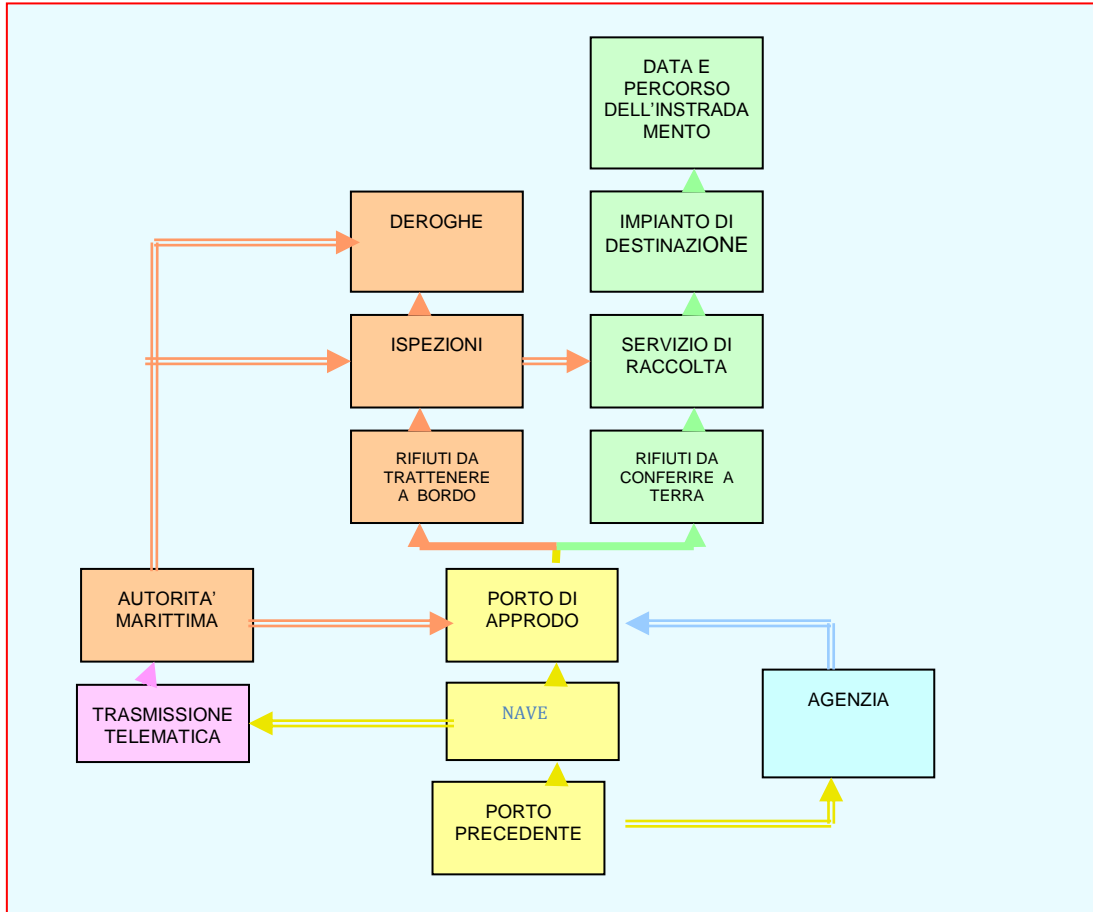 DATA E
PERCORSO
DELL’INSTRADA
MENTO
DEROGHE
IMPIANTO DI
DESTINAZIONE
ISPEZIONI
SERVIZIO DI
RACCOLTA
RIFIUTI DA
TRATTENERE
A BORDO
RIFIUTI DA
CONFERIRE A
TERRA
AUTORITA’
MARITTIMA
PORTO DI
APPRODO
TRASMISSIONE
TELEMATICA
NAVE
AGENZIA
PORTO
PRECEDENTE